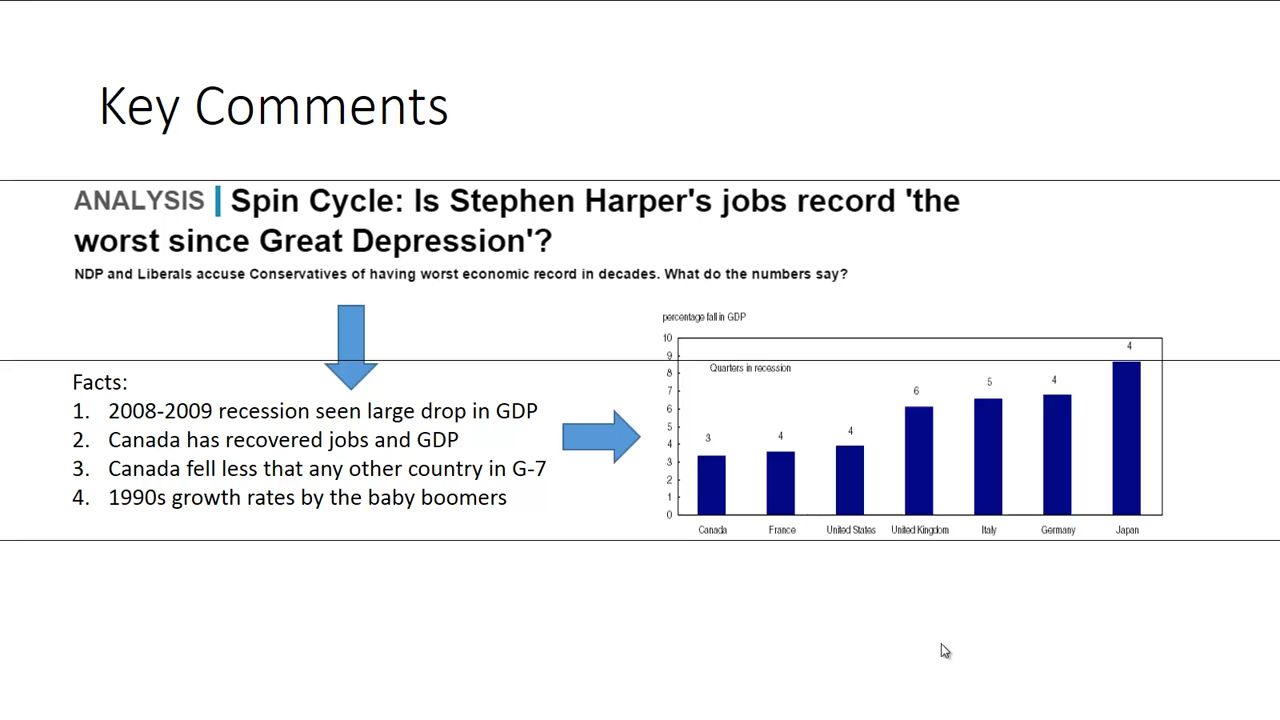 Key Comments
ANALYSIS | Spin Cycle: Is Stephen Harper's jobs record 'the
worst since Great Depression'?
NDP and Liberals accuse Conservatives of having worst economic record in decades. What do the numbers say?
Facts:
1. 2008-2009 recession seen large drop in GDP
2. Canada has recovered jobs and GDP
3. Canada fell less that any other country in G-7
4. 1990s growth rates by the baby boomers
percentage fall in GDP
10
9
8
7
6
5
4
3
2
1
0
Quarters in recession
3
4
4
6
5
4
4
Canada
France
United States
United Kingdom
Italy
Germany
Japan